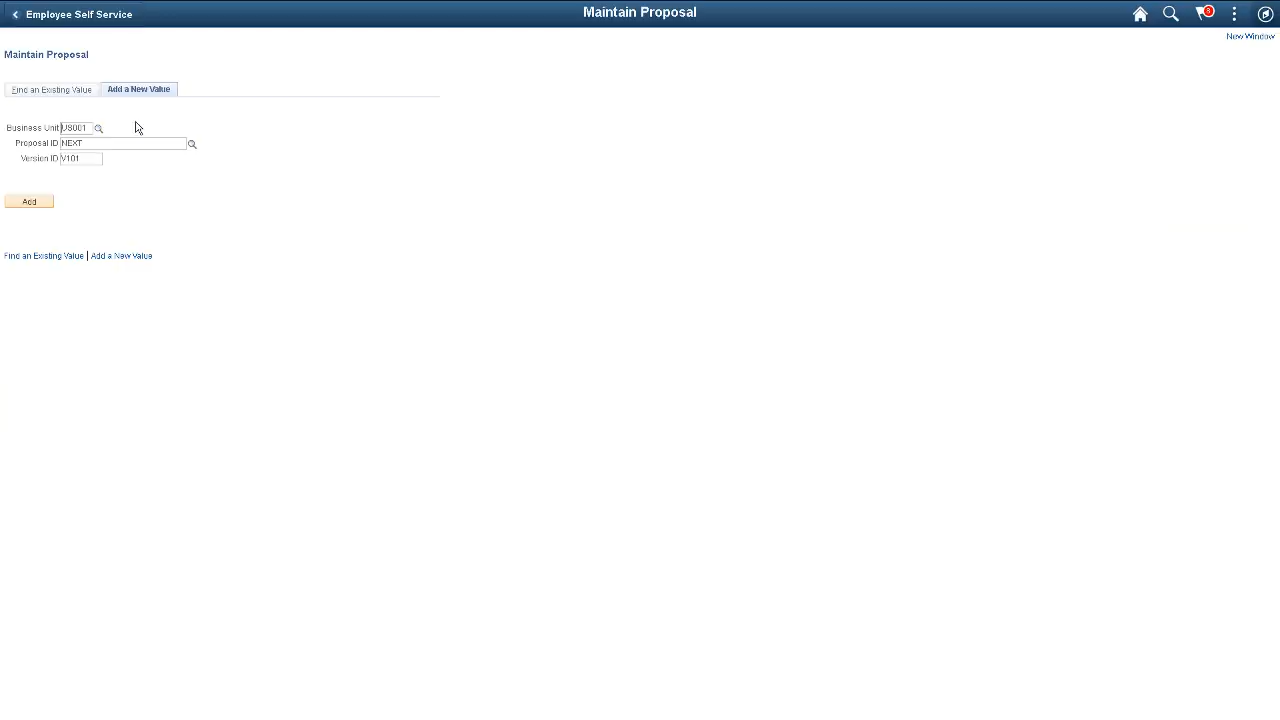 Employee Self Service
Maintain Proposal
3
New Window
Maintain Proposal
Find an Existing Value
Add a New Value
Business Unit US001
Proposal ID NEXT
Version ID V101
Add
Find an Existing Value | Add a New Value